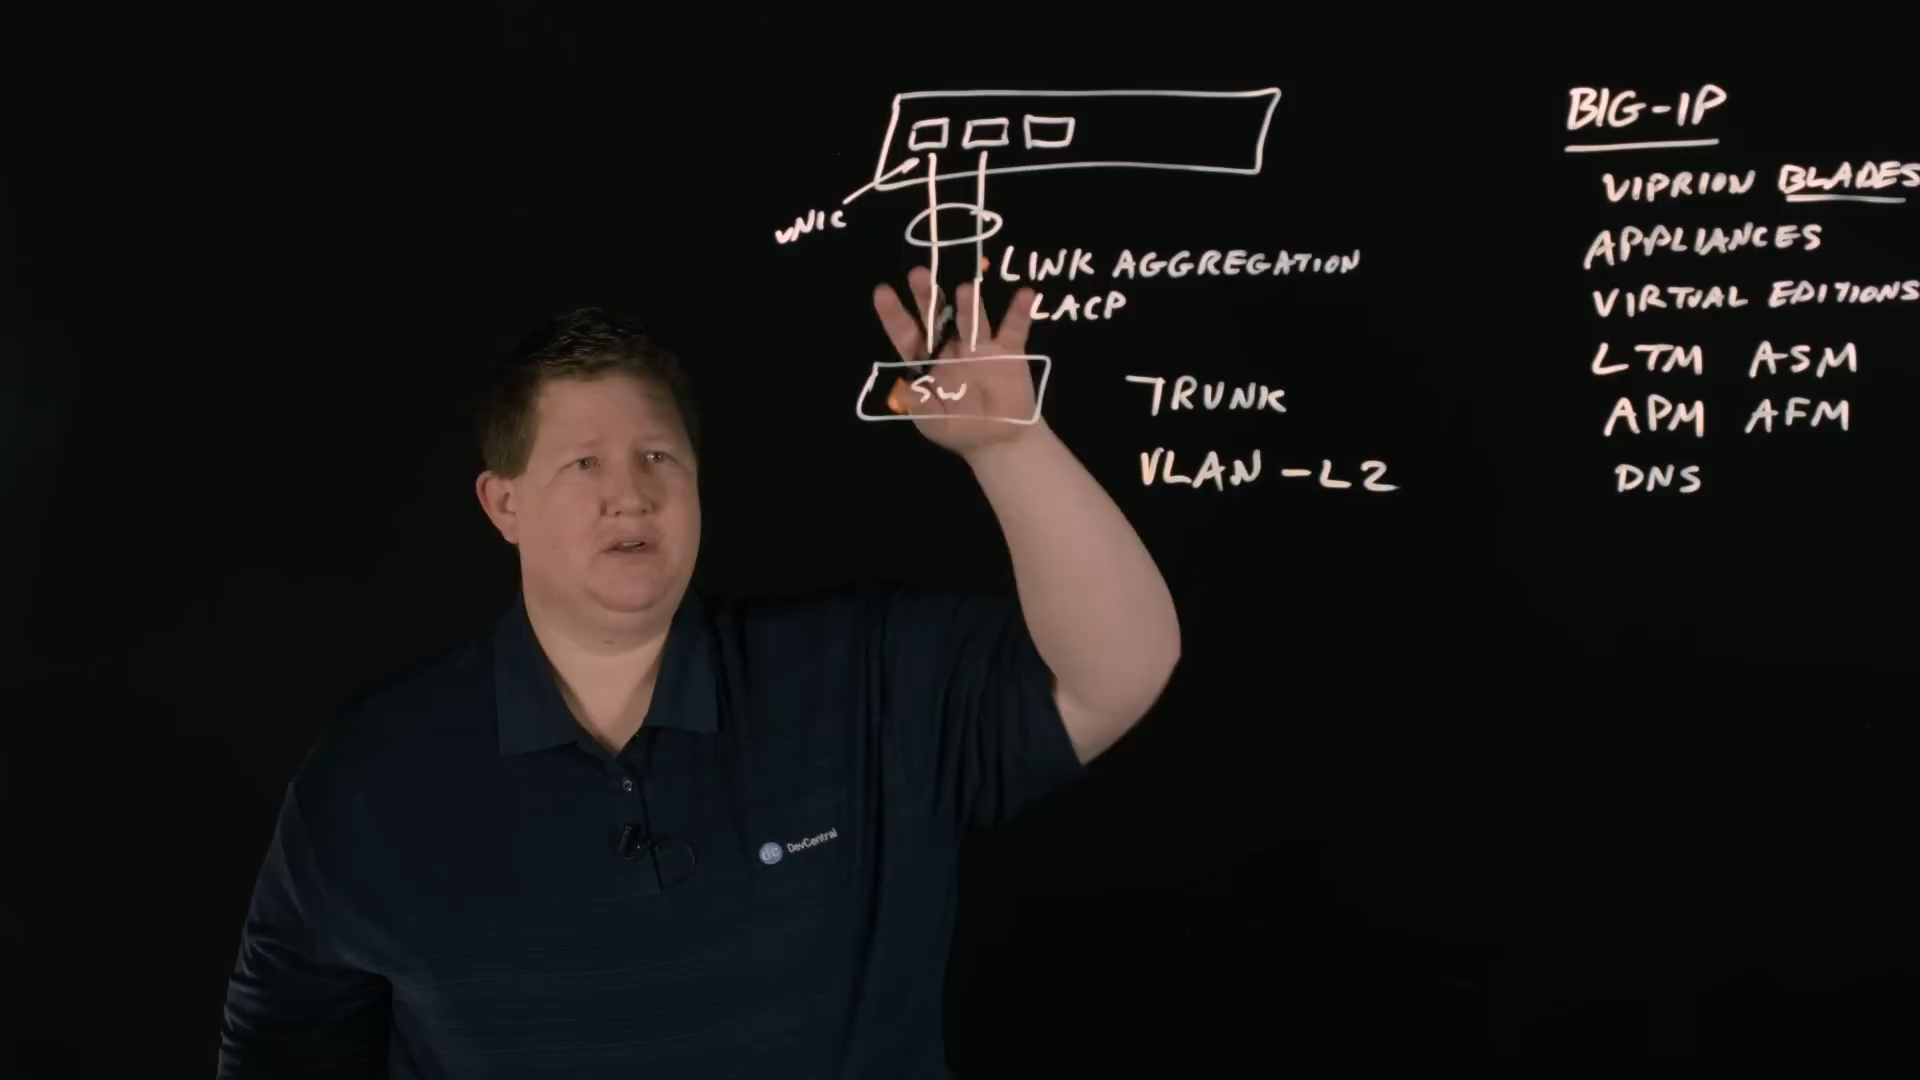 vNIC
LINK AGGREGATION
LACP
SW
TRUNK
VLAN - L2
BIG-IP
VIPRION BLADES
APPLIANCES
VIRTUAL EDITIONS
LTM ASM
APM AFM
DNS
dc DevCentral